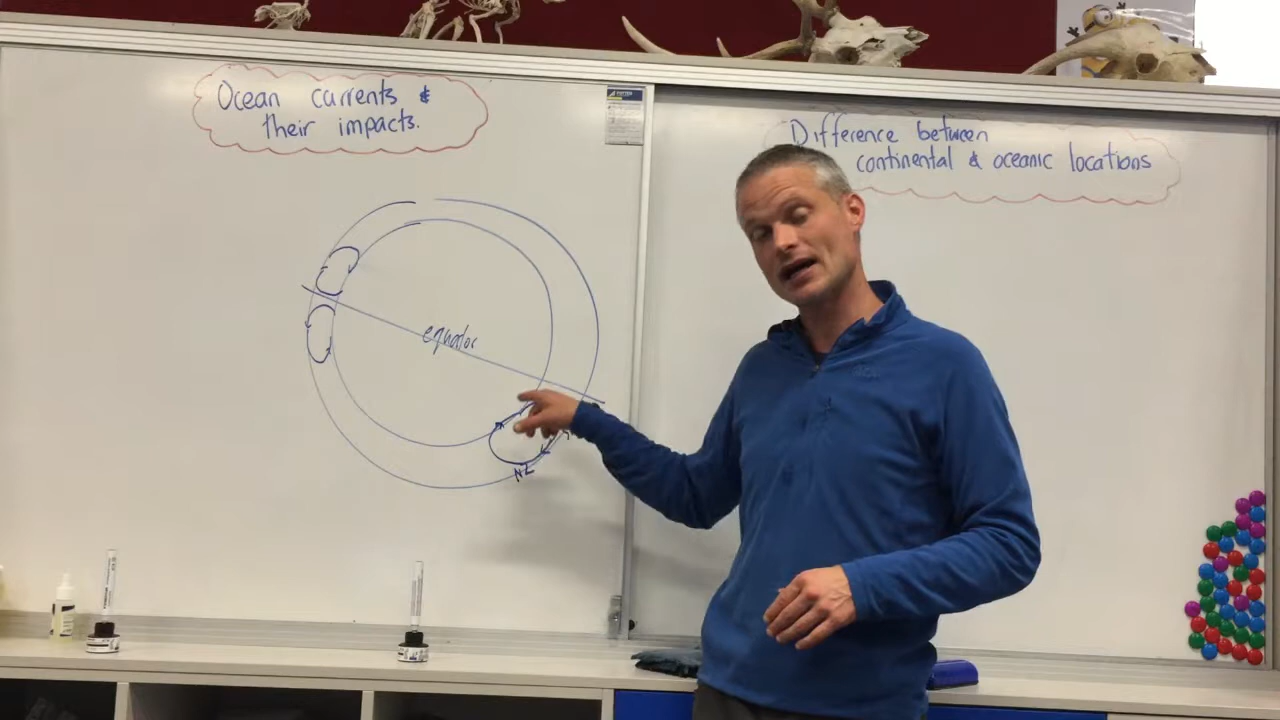 Ocean currents &
their impacts.
Difference between
continental & oceanic locations
equator
NZ